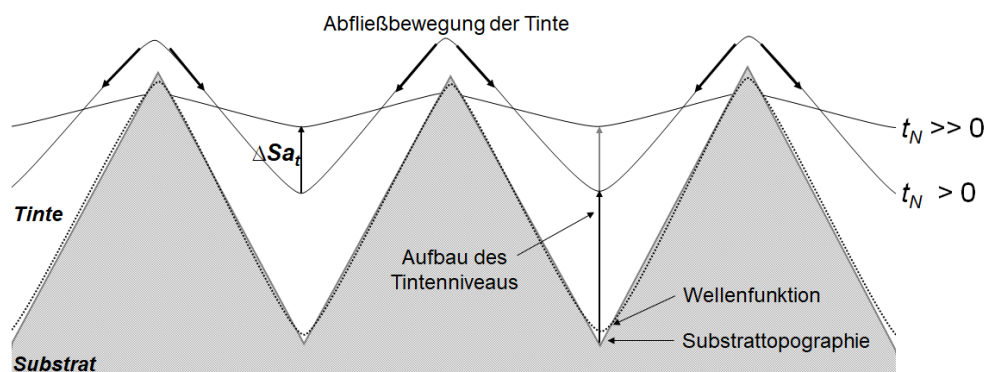 Abfließbewegung der Tinte
t_N >> 0
ΔSa_t
t_N > 0
Tinte
Aufbau des
Tintenniveaus
Wellenfunktion
Substrattopographie
Substrat